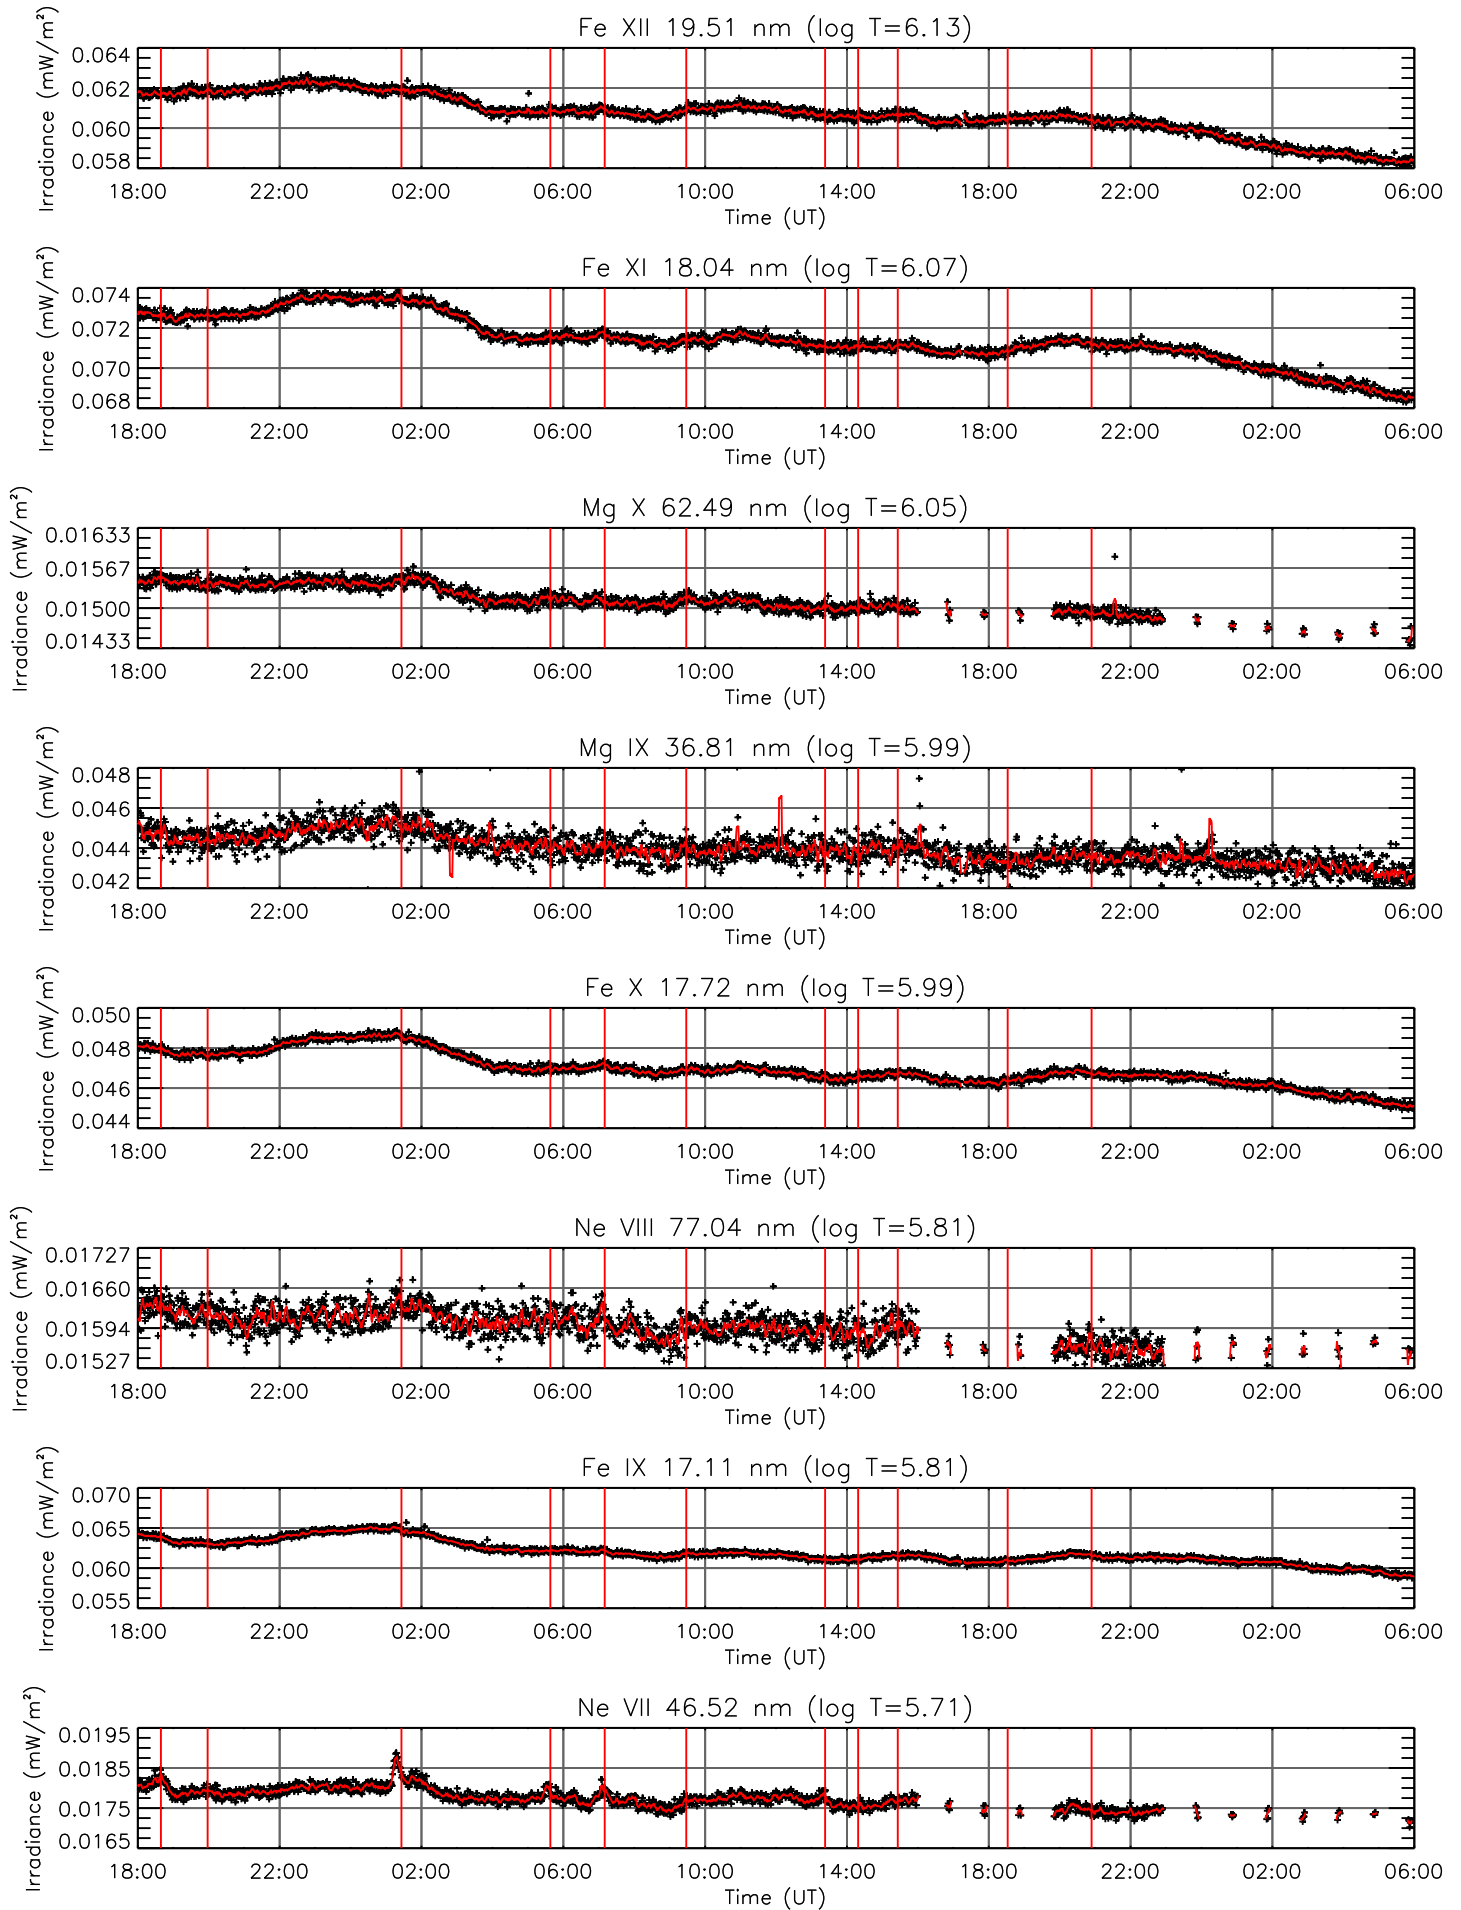 Fe XII 19.51 nm (log T=6.13)
Irradiance (mW/m²)
0.064
0.062
0.060
0.058
18:00 22:00 02:00 06:00 10:00 14:00 18:00 22:00 02:00 06:00
Time (UT)
Fe XI 18.04 nm (log T=6.07)
Irradiance (mW/m²)
0.074
0.072
0.070
0.068
18:00 22:00 02:00 06:00 10:00 14:00 18:00 22:00 02:00 06:00
Time (UT)
Mg X 62.49 nm (log T=6.05)
Irradiance (mW/m²)
0.01633
0.01567
0.01500
0.01433
18:00 22:00 02:00 06:00 10:00 14:00 18:00 22:00 02:00 06:00
Time (UT)
Mg IX 36.81 nm (log T=5.99)
Irradiance (mW/m²)
0.048
0.046
0.044
0.042
18:00 22:00 02:00 06:00 10:00 14:00 18:00 22:00 02:00 06:00
Time (UT)
Fe X 17.72 nm (log T=5.99)
Irradiance (mW/m²)
0.050
0.048
0.046
0.044
18:00 22:00 02:00 06:00 10:00 14:00 18:00 22:00 02:00 06:00
Time (UT)
Ne VIII 77.04 nm (log T=5.81)
Irradiance (mW/m²)
0.01727
0.01660
0.01594
0.01527
18:00 22:00 02:00 06:00 10:00 14:00 18:00 22:00 02:00 06:00
Time (UT)
Fe IX 17.11 nm (log T=5.81)
Irradiance (mW/m²)
0.070
0.065
0.060
0.055
18:00 22:00 02:00 06:00 10:00 14:00 18:00 22:00 02:00 06:00
Time (UT)
Ne VII 46.52 nm (log T=5.71)
Irradiance (mW/m²)
0.0195
0.0185
0.0175
0.0165
18:00 22:00 02:00 06:00 10:00 14:00 18:00 22:00 02:00 06:00
Time (UT)